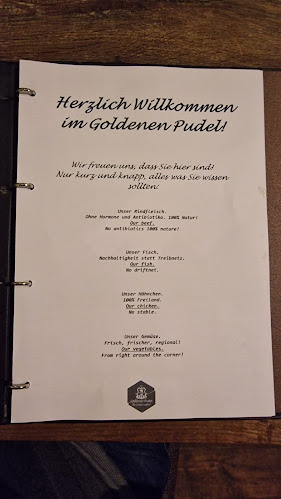 Herzlich Willkommen
im Goldenen Pudel!
Wir freuen uns, dass Sie hier sind!
Nur kurz und knapp, alles was Sie wissen
sollten:
Unser Rindfleisch.
Ohne Hormone und Antibiotika. 100% Natur!
Our beef.
No antibiotics 100% nature!
Unser Fisch.
Nachhaltigkeit statt Treibnetz.
Our fish.
No driftnet.
Unser Hähnchen.
100% Freiland.
Our chicken.
No stable.
Unser Gemüse.
Frisch, frischer, regional!
Our vegetables.
From right around the corner!